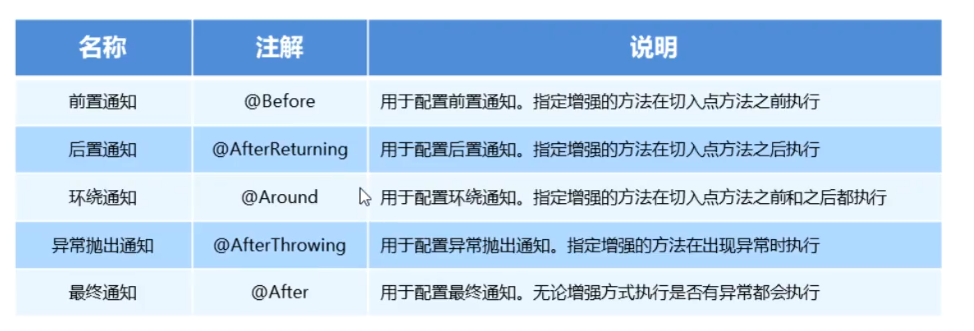 名称 注解 说明
前置通知 @Before 用于配置前置通知。指定增强的方法在切入点方法之前执行
后置通知 @AfterReturning 用于配置后置通知。指定增强的方法在切入点方法之后执行
环绕通知 @Around 用于配置环绕通知。指定增强的方法在切入点方法之前和之后都执行
异常抛出通知 @AfterThrowing 用于配置异常抛出通知。指定增强的方法在出现异常时执行
最终通知 @After 用于配置最终通知。无论增强方式执行是否有异常都会执行